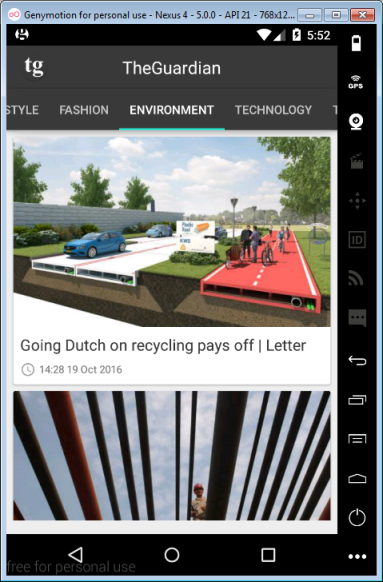 Genymotion for personal use - Nexus 4 - 5.0.0 - API 21 - 768x12...
5:52
tg
TheGuardian
STYLE FASHION ENVIRONMENT TECHNOLOGY T
GPS
ID
Going Dutch on recycling pays off | Letter
14:28 19 Oct 2016
free for personal use